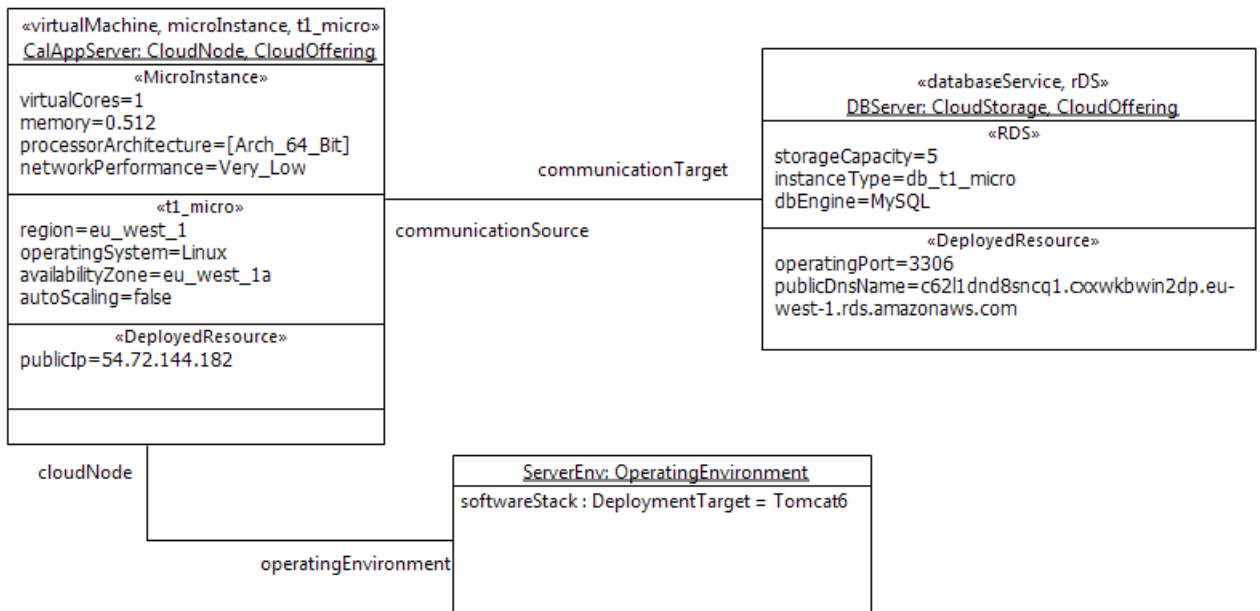 «virtualMachine, microInstance, t1_micro»
CalAppServer: CloudNode, CloudOffering
«MicroInstance»
virtualCores=1
memory=0.512
processorArchitecture=[Arch_64_Bit]
networkPerformance=Very_Low
«t1_micro»
region=eu_west_1
operatingSystem=Linux
availabilityZone=eu_west_1a
autoScaling=false
«DeployedResource»
publicIp=54.72.144.182
communicationTarget
communicationSource
«databaseService, rDS»
DBServer: CloudStorage, CloudOffering
«RDS»
storageCapacity=5
instanceType=db_t1_micro
dbEngine=MySQL
«DeployedResource»
operatingPort=3306
publicDnsName=c62l1dnd8sncq1.cxxwkbwin2dp.eu-
west-1.rds.amazonaws.com
cloudNode
operatingEnvironment
ServerEnv: OperatingEnvironment
softwareStack : DeploymentTarget = Tomcat6